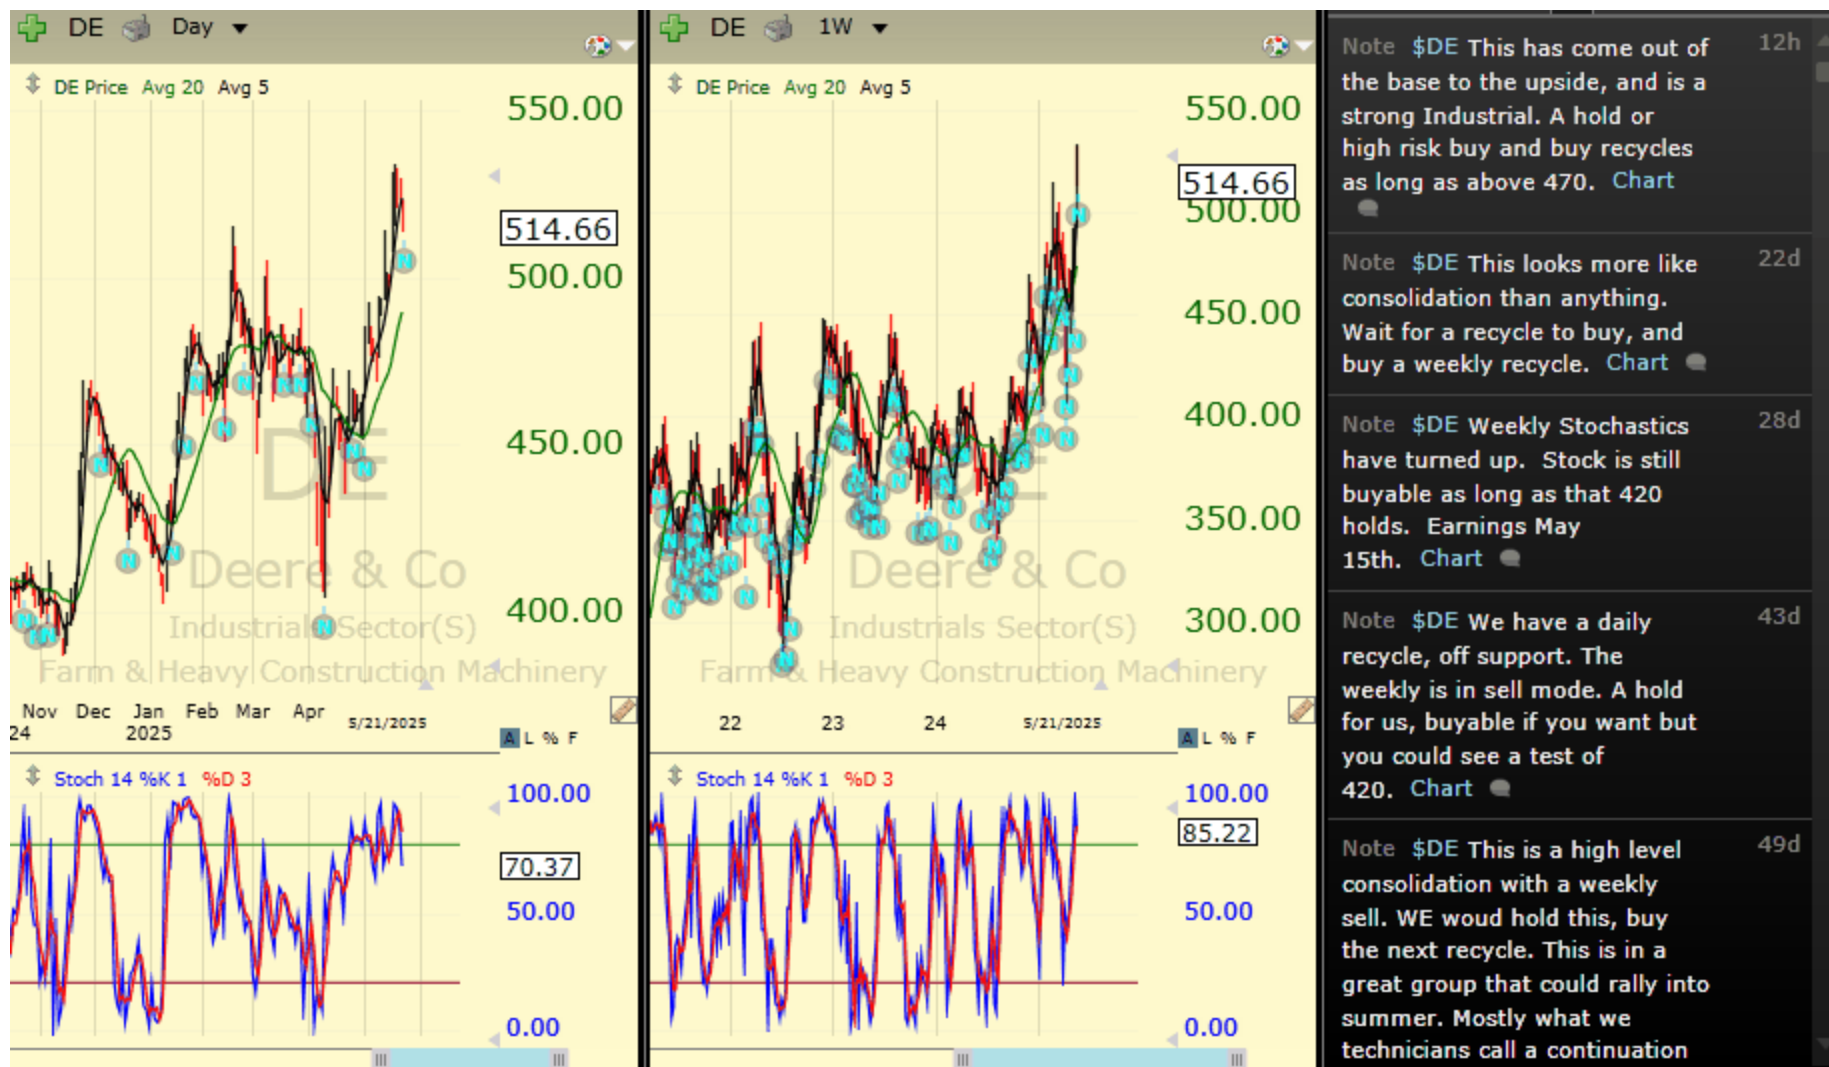 DE Day
DE Price Avg 20 Avg 5
550.00
514.66
500.00
450.00
400.00
DE
Deere & Co
Industrials Sector(S)
Farm & Heavy Construction Machinery
Nov Dec Jan Feb Mar Apr 5/21/2025
24 2025
A L % F
Stoch 14 %K 1 %D 3
100.00
70.37
50.00
0.00
DE 1W
DE Price Avg 20 Avg 5
550.00
514.66
500.00
450.00
400.00
350.00
300.00
DE
Deere & Co
Industrials Sector(S)
Farm & Heavy Construction Machinery
22 23 24 5/21/2025
A L % F
Stoch 14 %K 1 %D 3
100.00
85.22
50.00
0.00
Note $DE This has come out of 12h
the base to the upside, and is a
strong Industrial. A hold or
high risk buy and buy recycles
as long as above 470. Chart
Note $DE This looks more like 22d
consolidation than anything.
Wait for a recycle to buy, and
buy a weekly recycle. Chart
Note $DE Weekly Stochastics 28d
have turned up. Stock is still
buyable as long as that 420
holds. Earnings May
15th. Chart
Note $DE We have a daily 43d
recycle, off support. The
weekly is in sell mode. A hold
for us, buyable if you want but
you could see a test of
420. Chart
Note $DE This is a high level 49d
consolidation with a weekly
sell. WE woud hold this, buy
the next recycle. This is in a
great group that could rally into
summer. Mostly what we
technicians call a continuation